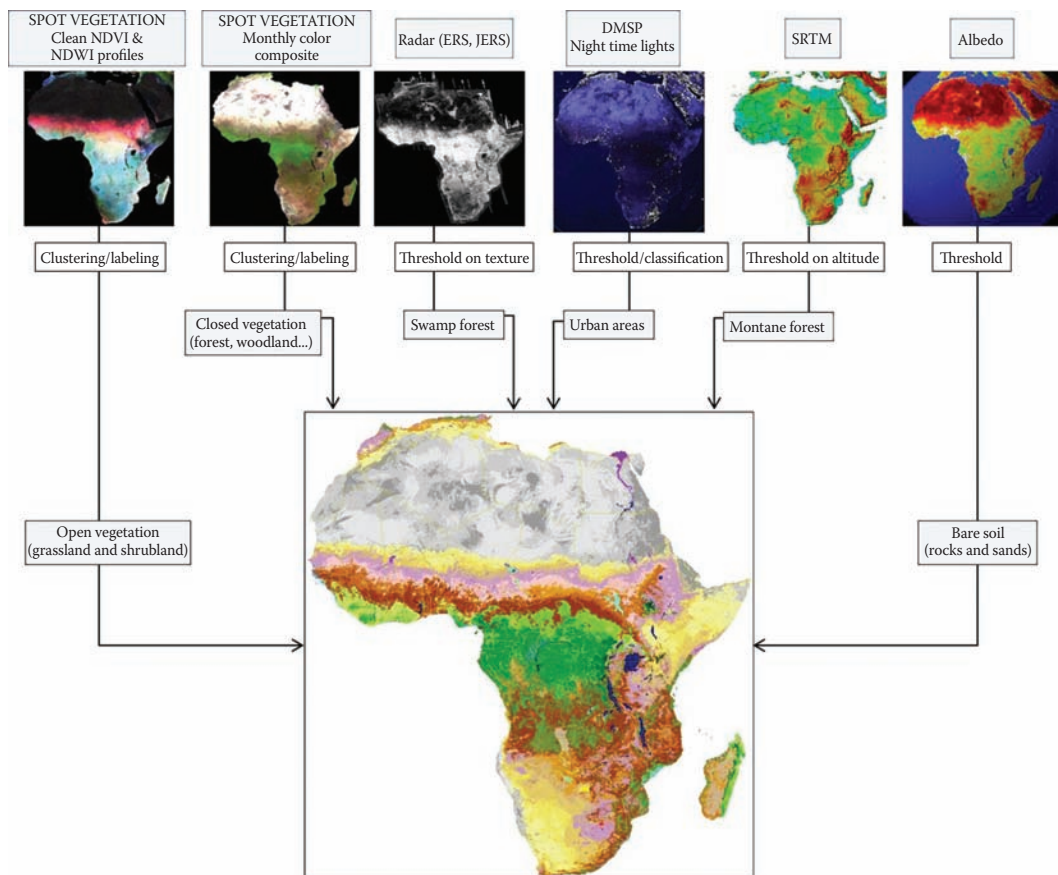 SPOT VEGETATION
Clean NDVI &
NDWI profiles
SPOT VEGETATION
Monthly color
composite
Radar (ERS, JERS)
DMSP
Night time lights
SRTM
Albedo
Clustering/labeling
Clustering/labeling
Threshold on texture
Threshold/classification
Threshold on altitude
Threshold
Closed vegetation
(forest, woodland...)
Swamp forest
Urban areas
Montane forest
Open vegetation
(grassland and shrubland)
Bare soil
(rocks and sands)